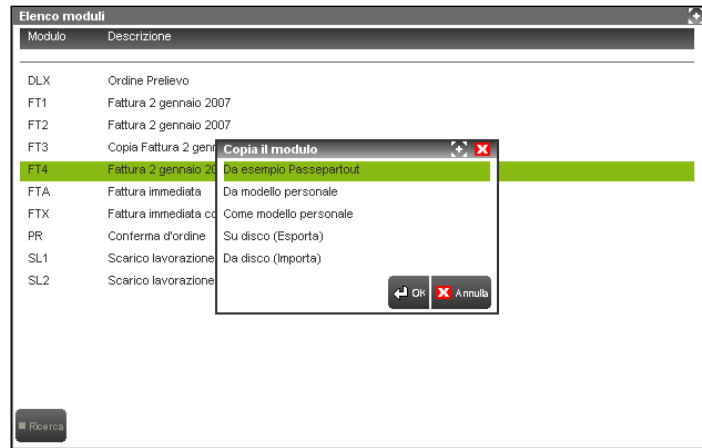 Elenco moduli
Modulo Descrizione
DLX Ordine Prelievo
FT1 Fattura 2 gennaio 2007
FT2 Fattura 2 gennaio 2007
FT3 Copia Fattura 2 genn
FT4 Fattura 2 gennaio 20
FTA Fattura immediata
FTX Fattura immediata co
PR Conferma d'ordine
SL1 Scarico lavorazione
SL2 Scarico lavorazione
Copia il modulo
Da esempio Passepartout
Da modello personale
Come modello personale
Su disco (Esporta)
Da disco (Importa)
OK Annulla
Ricerca